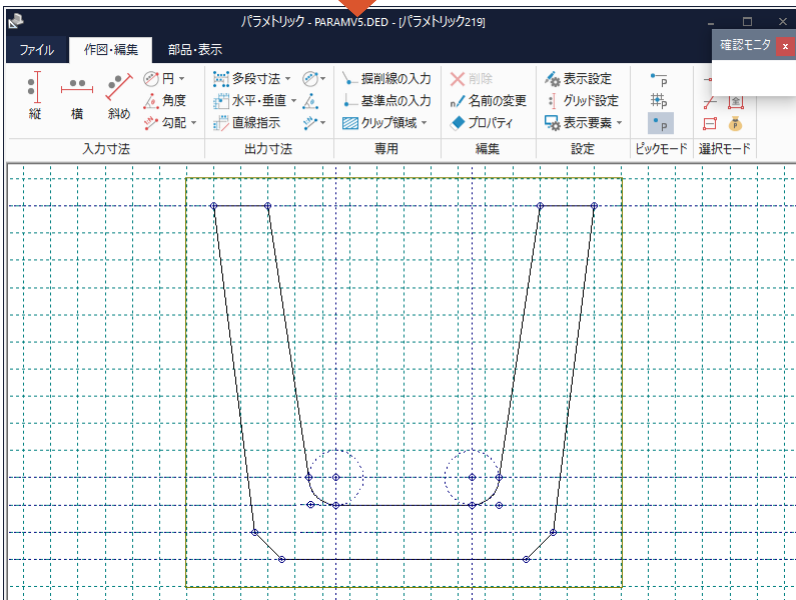 パラメトリック - PARAMV5.DED - [パラメトリック219]
確認モニタ x
ファイル 作図・編集 部品・表示
縦 横 斜め
円
角度
勾配
入力寸法
多段寸法
水平・垂直
直線指示
出力寸法
掘削線の入力
基準点の入力
クリップ領域
専用
削除
名前の変更
プロパティ
編集
表示設定
グリッド設定
表示要素
設定
P
P
P
ピックモード
全
P
選択モード